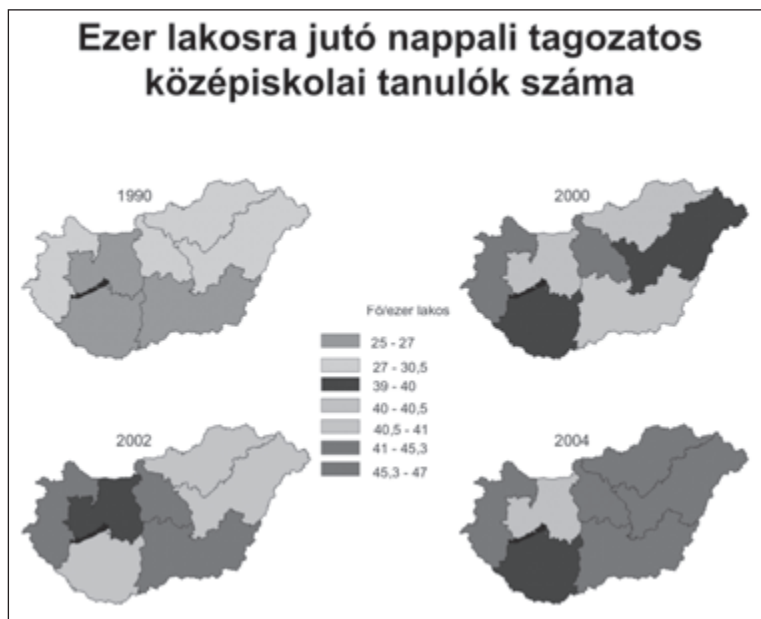 Ezer lakosra jutó nappali tagozatos
középiskolai tanulók száma
1990
2000
Fő/ezer lakos
25 - 27
27 - 30,5
39 - 40
40 - 40,5
40,5 - 41
41 - 45,3
45,3 - 47
2002
2004